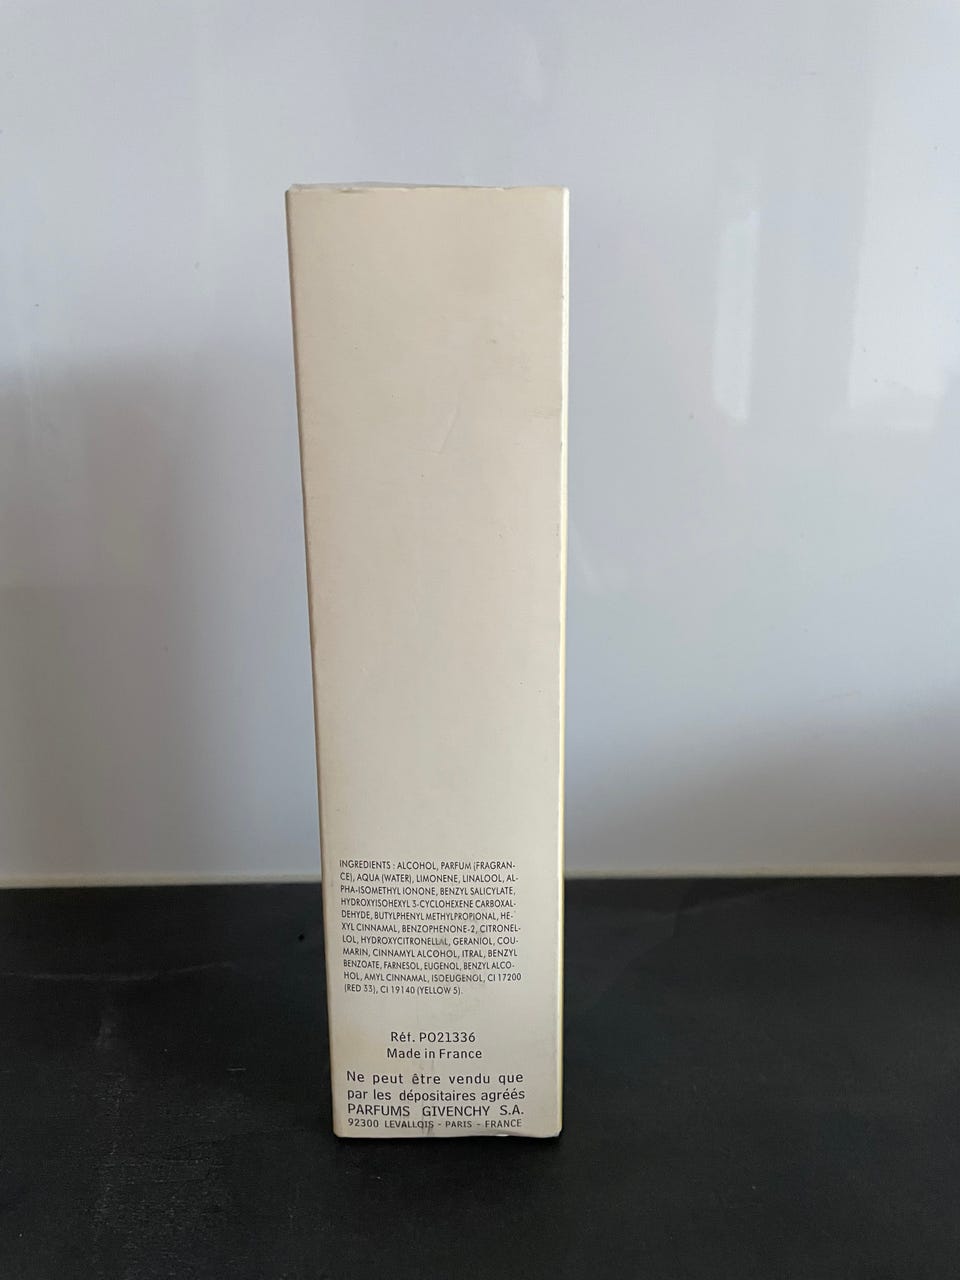 INGREDIENTS : ALCOHOL, PARFUM (FRAGRAN-
CE), AQUA (WATER), LIMONENE, LINALOOL, AL-
PHA-ISOMETHYL IONONE, BENZYL SALICYLATE,
HYDROXYISOHEXYL 3-CYCLOHEXENE CARBOXAL-
DEHYDE, BUTYLPHENYL METHYLPROPIONAL, HE-
XYL CINNAMAL, BENZOPHENONE-2, CITRONEL-
LOL, HYDROXYCITRONELLAL, GERANIOL, COU-
MARIN, CINNAMYL ALCOHOL, ITRAL, BENZYL
BENZOATE, FARNESOL, EUGENOL, BENZYL ALCO-
HOL, AMYL CINNAMAL, ISOEUGENOL, CI 17200
(RED 33), CI 19140 (YELLOW 5).
Réf. PO21336
Made in France
Ne peut être vendu que
par les dépositaires agréés
PARFUMS GIVENCHY S.A.
92300 LEVALLOIS - PARIS - FRANCE